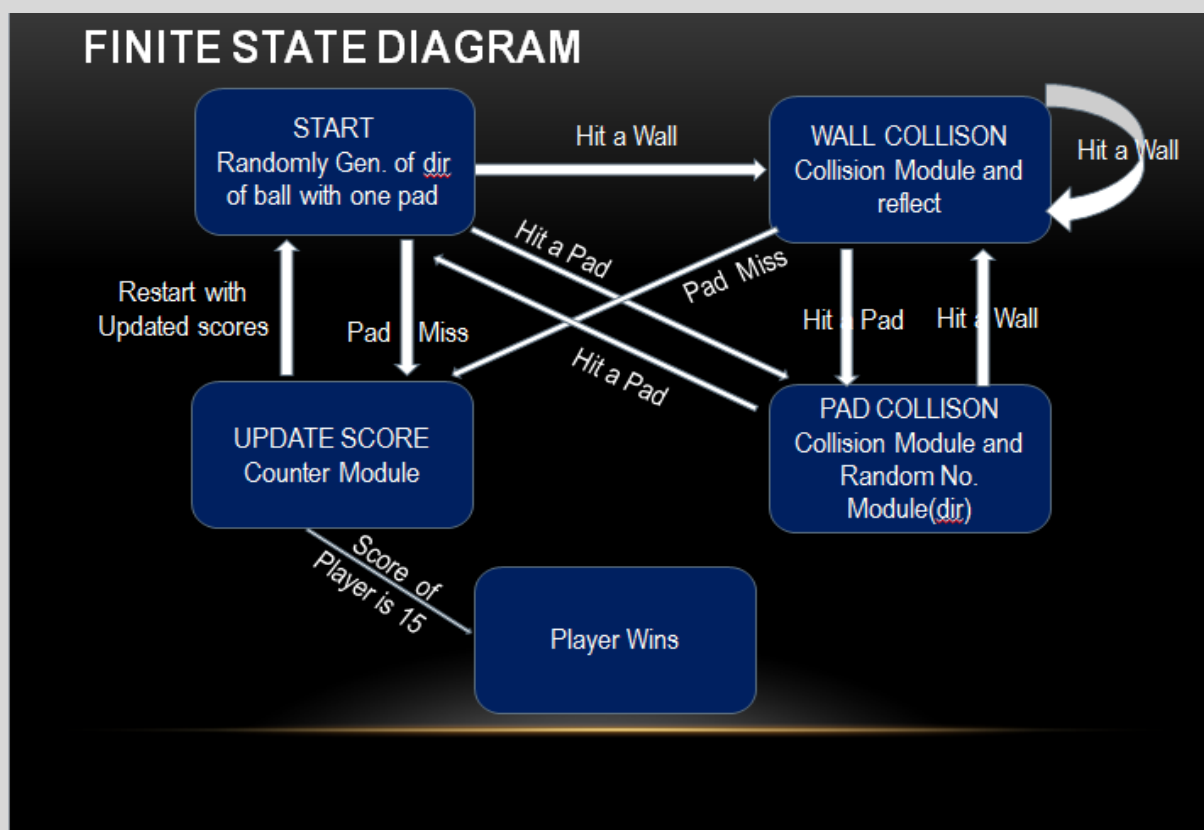 FINITE STATE DIAGRAM
START
Randomly Gen. of dir
of ball with one pad
Hit a Wall
WALL COLLISON
Collision Module and
reflect
Hit a Wall
Hit a Pad
Pad Miss
Restart with
Updated scores
Pad Miss
Hit a Pad
Hit a Pad
Hit a Wall
UPDATE SCORE
Counter Module
PAD COLLISON
Collision Module and
Random No.
Module(dir)
Score of
Player is 15
Player Wins